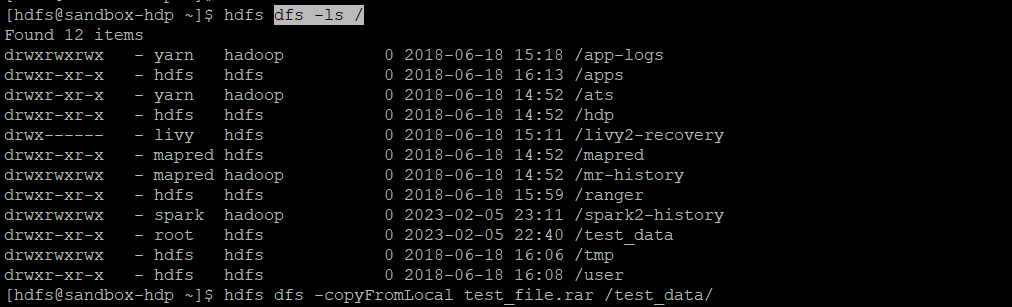 [hdfs@sandbox-hdp ~]$ hdfs dfs -ls /
Found 12 items
drwxrwxrwx   - yarn   hadoop          0 2018-06-18 15:18 /app-logs
drwxr-xr-x   - hdfs   hdfs            0 2018-06-18 16:13 /apps
drwxr-xr-x   - yarn   hadoop          0 2018-06-18 14:52 /ats
drwxr-xr-x   - hdfs   hdfs            0 2018-06-18 14:52 /hdp
drwx------   - livy   hdfs            0 2018-06-18 15:11 /livy2-recovery
drwxr-xr-x   - mapred hdfs            0 2018-06-18 14:52 /mapred
drwxrwxrwx   - mapred hadoop          0 2018-06-18 14:52 /mr-history
drwxr-xr-x   - hdfs   hdfs            0 2018-06-18 15:59 /ranger
drwxrwxrwx   - spark  hadoop          0 2023-02-05 23:11 /spark2-history
drwxr-xr-x   - root   hdfs            0 2023-02-05 22:40 /test_data
drwxrwxrwx   - hdfs   hdfs            0 2018-06-18 16:06 /tmp
drwxr-xr-x   - hdfs   hdfs            0 2018-06-18 16:08 /user
[hdfs@sandbox-hdp ~]$ hdfs dfs -copyFromLocal test_file.rar /test_data/